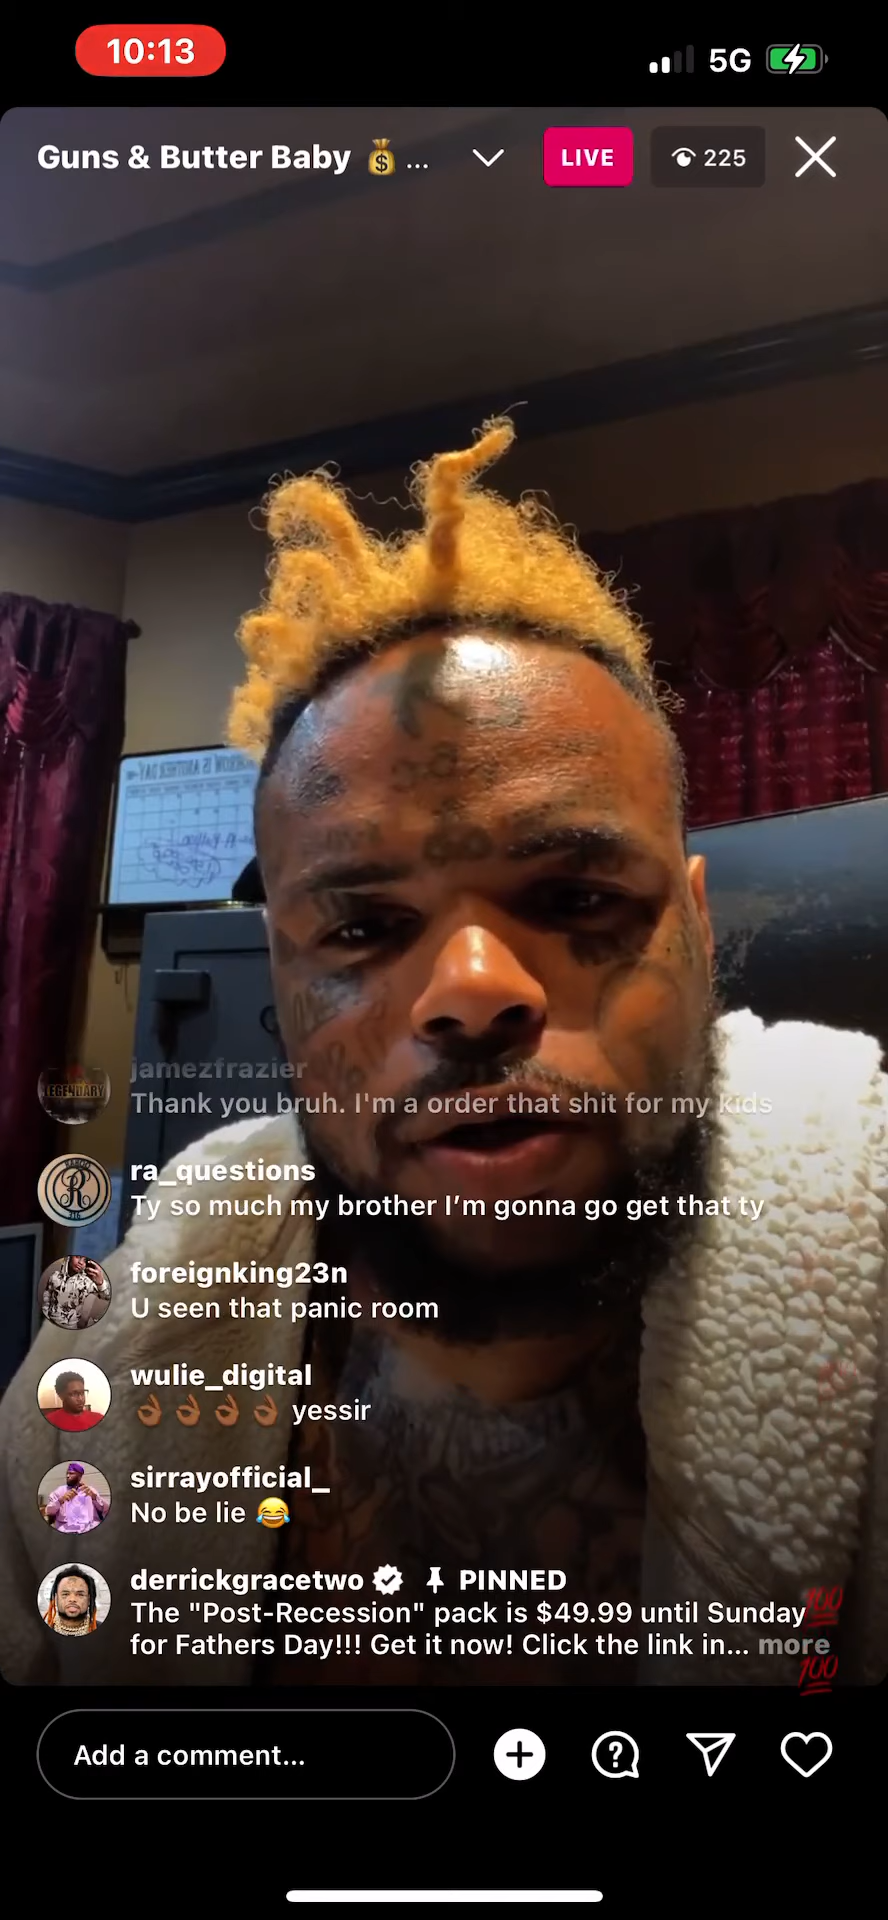 10:13
5G
Guns & Butter Baby 💰 ...
LIVE
225
LEGENDARY
jamezfrazier
Thank you bruh. I'm a order that shit for my kids
ra_questions
Ty so much my brother I’m gonna go get that ty
foreignking23n
U seen that panic room
wulie_digital
👌🏾👌🏾👌🏾👌🏾 yessir
sirrayofficial_
No be lie 😂
derrickgracetwo PINNED
The "Post-Recession" pack is $49.99 until Sunday
for Fathers Day!!! Get it now! Click the link in... more
💯
💯
Add a comment...